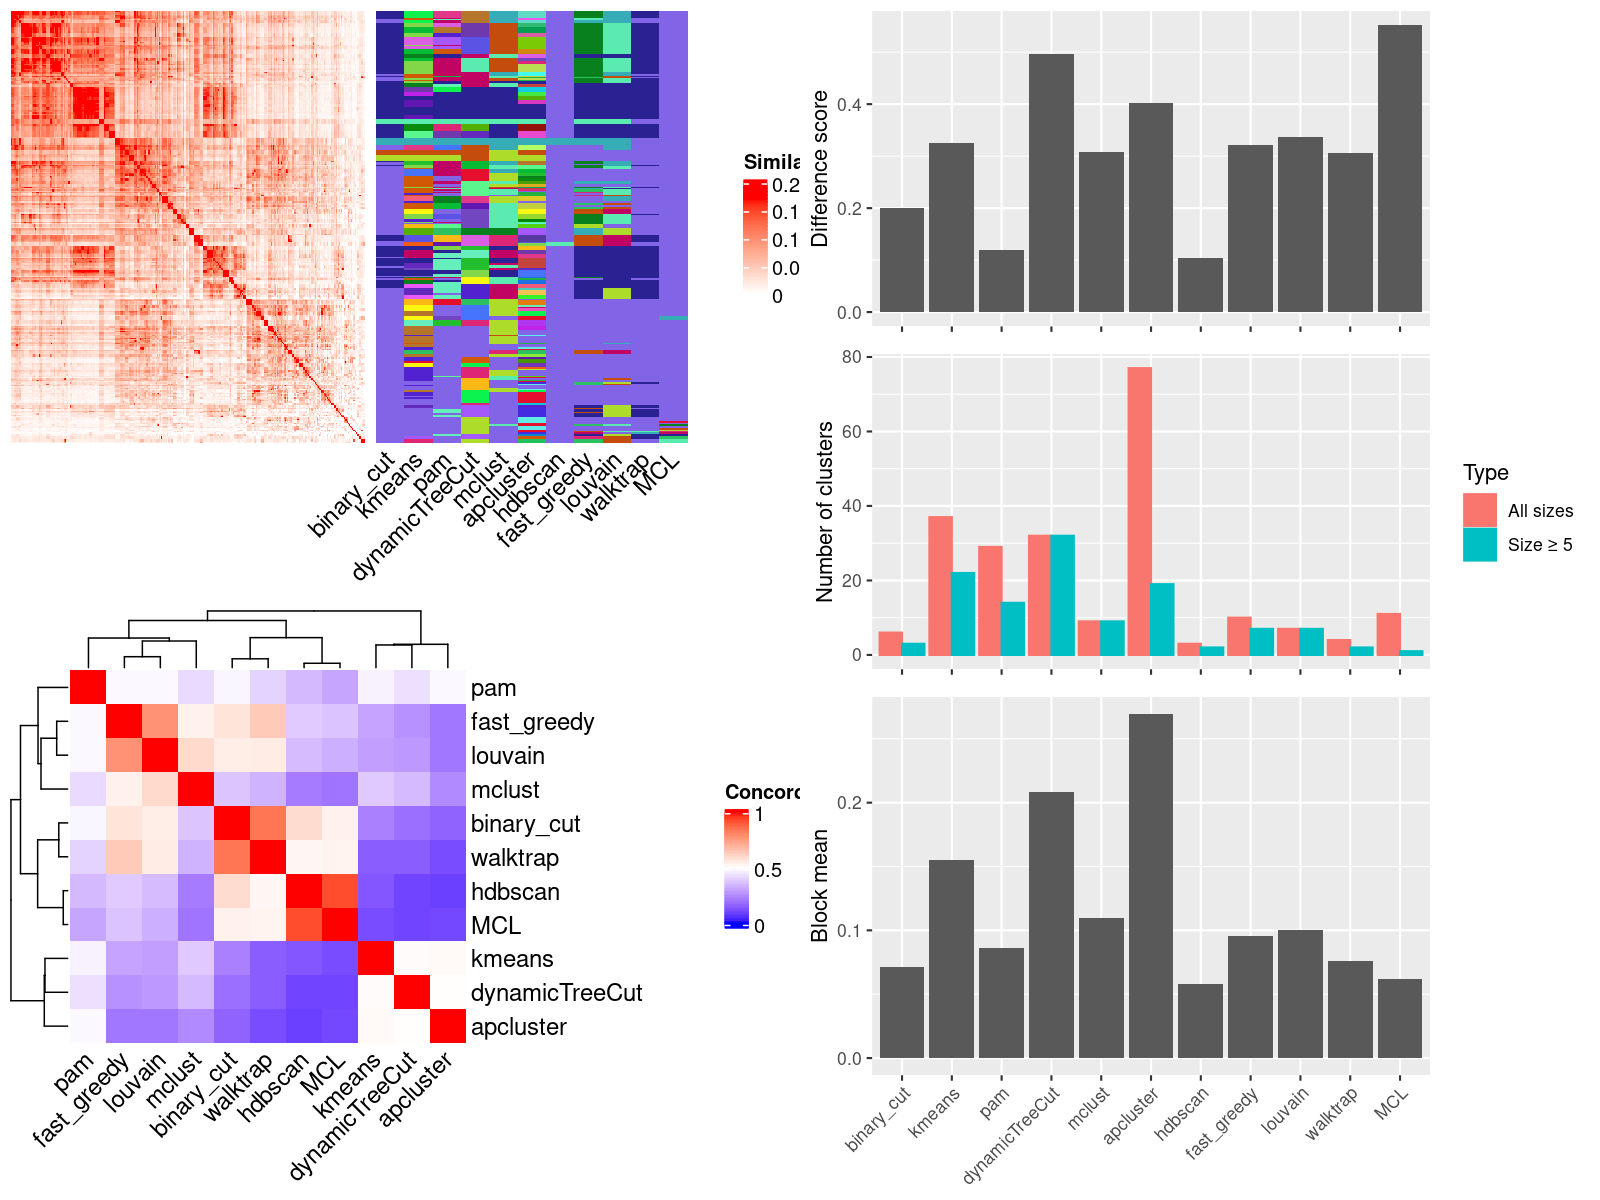 Simila
0.2
0.1
0.1
0.0
0
binary_cut
kmeans
pam
dynamicTreeCut
mclust
apcluster
hdbscan
fast_greedy
louvain
walktrap
MCL
pam
fast_greedy
louvain
mclust
binary_cut
walktrap
hdbscan
MCL
kmeans
dynamicTreeCut
apcluster
pam
fast_greedy
louvain
mclust
binary_cut
walktrap
hdbscan
MCL
kmeans
dynamicTreeCut
apcluster
Concord
1
0.5
0
Difference score
0.4
0.2
0.0
Number of clusters
80
60
40
20
0
Type
All sizes
Size ≥ 5
Block mean
0.2
0.1
0.0
binary_cut
kmeans
pam
dynamicTreeCut
mclust
apcluster
hdbscan
fast_greedy
louvain
walktrap
MCL